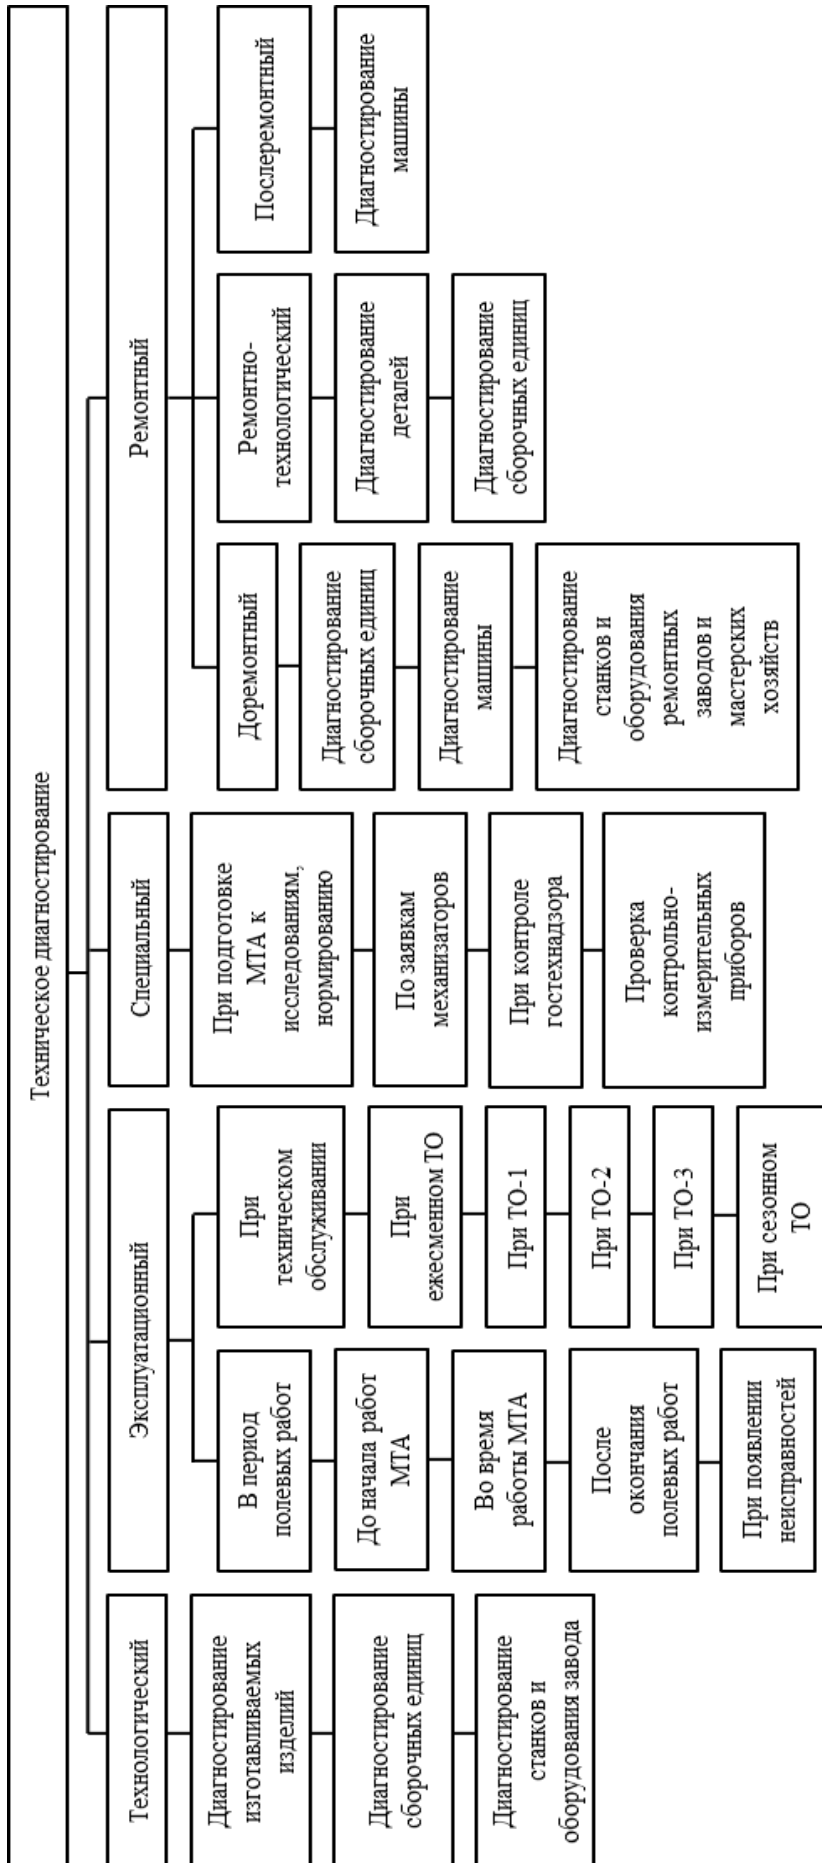 Техническое диагностирование
Технологический
Диагностирование
изготавливаемых
изделий
Диагностирование
сборочных единиц
Диагностирование
станков и
оборудования завода
Эксплуатационный
В период
полевых работ
До начала работ
МТА
Во время
работы МТА
После
окончания
полевых работ
При появлении
неисправностей
При
техническом
обслуживании
При
ежесменном ТО
При ТО-1
При ТО-2
При ТО-3
При сезонном
ТО
Специальный
При подготовке
МТА к
исследованиям,
нормированию
По заявкам
механизаторов
При контроле
гостехнадзора
Проверка
контрольно-
измерительных
приборов
Ремонтный
Доремонтный
Диагностирование
сборочных единиц
Диагностирование
машины
Диагностирование
станков и
оборудования
ремонтных
заводов и
мастерских
хозяйств
Ремонтно-
технологический
Диагностирование
деталей
Диагностирование
сборочных единиц
Послеремонтный
Диагностирование
машины